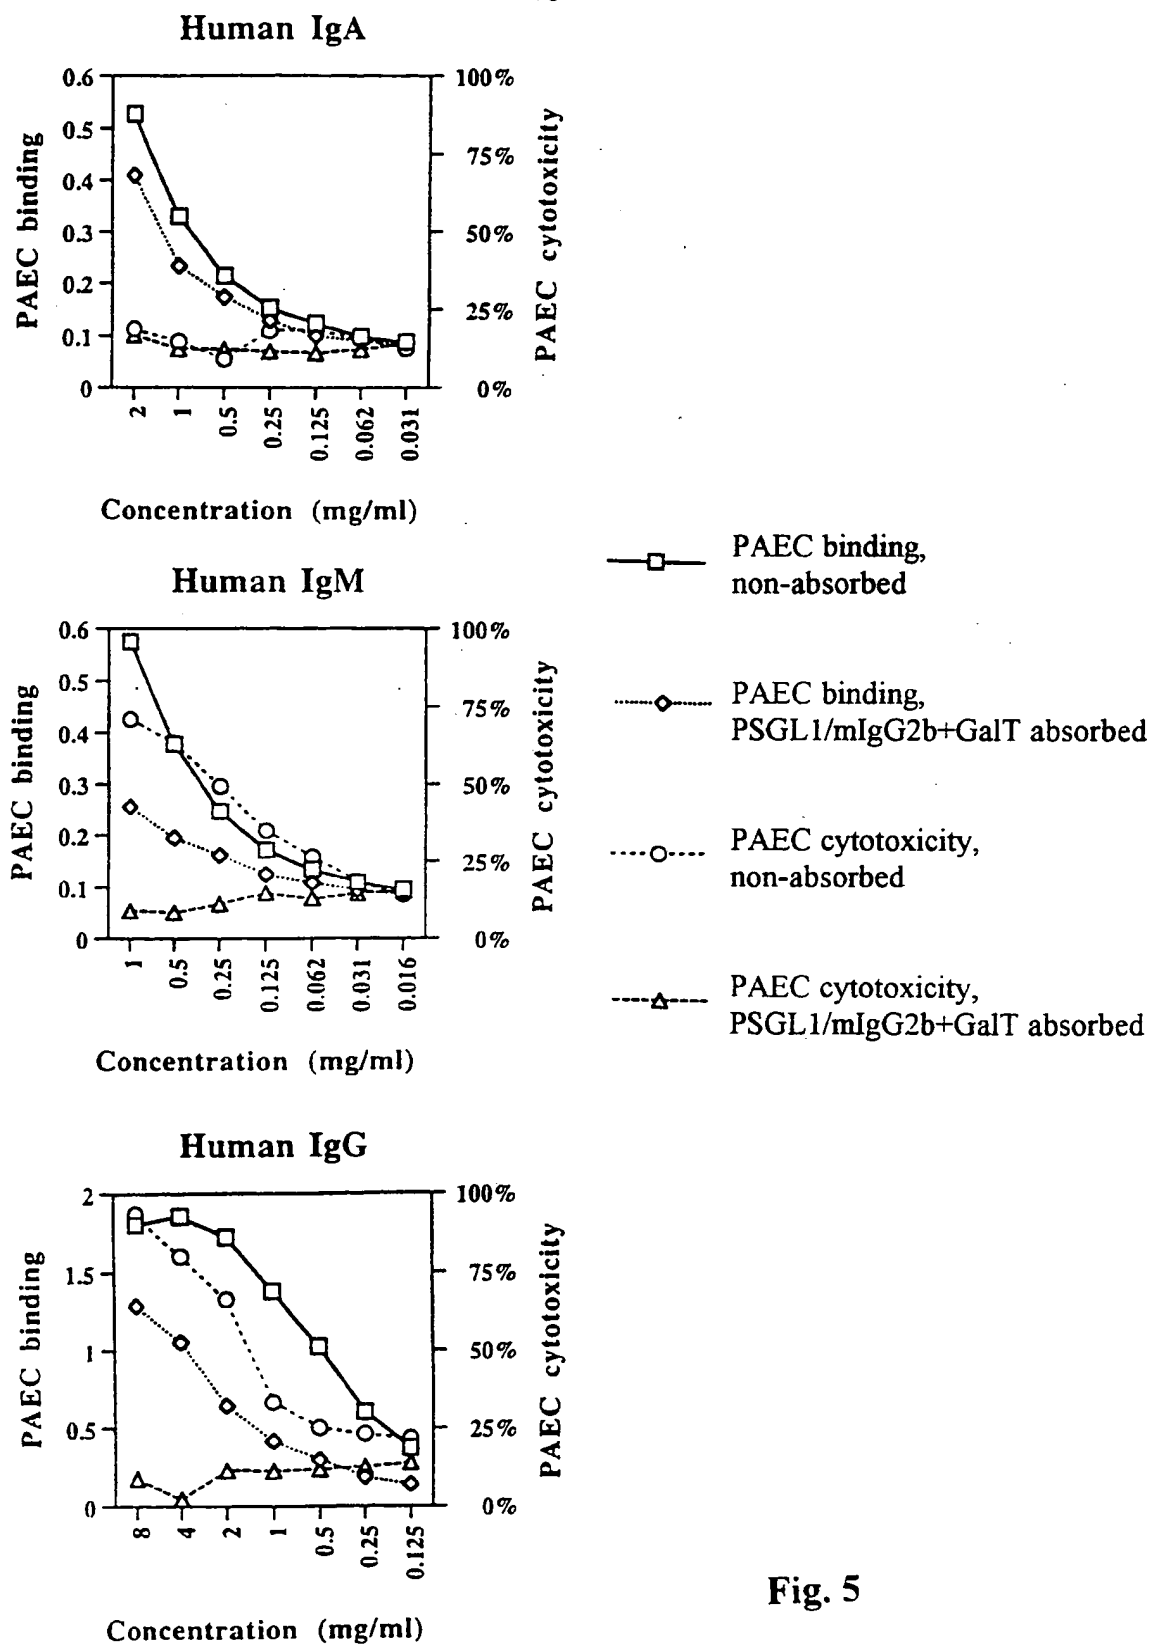 Human IgA
PAEC binding
0.6
0.5
0.4
0.3
0.2
0.1
0
100%
75%
50%
25%
0%
PAEC cytotoxicity
2
1
0.5
0.25
0.125
0.062
0.031
Concentration (mg/ml)
Human IgM
PAEC binding
0.6
0.5
0.4
0.3
0.2
0.1
0
100%
75%
50%
25%
0%
PAEC cytotoxicity
1
0.5
0.25
0.125
0.062
0.031
0.016
Concentration (mg/ml)
PAEC binding,
non-absorbed
PAEC binding,
PSGL1/mIgG2b+GalT absorbed
PAEC cytotoxicity,
non-absorbed
PAEC cytotoxicity,
PSGL1/mIgG2b+GalT absorbed
Human IgG
PAEC binding
2
1.5
1
0.5
0
100%
75%
50%
25%
0%
PAEC cytotoxicity
8
4
2
1
0.5
0.25
0.125
Concentration (mg/ml)
Fig. 5